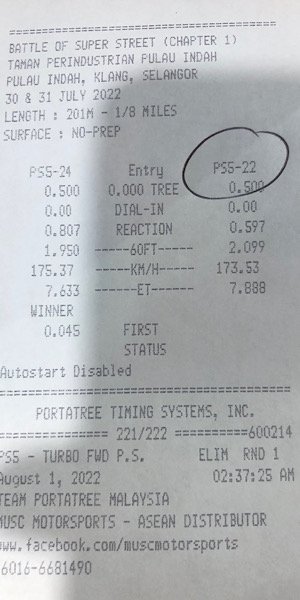 BATTLE OF SUPER STREET (CHAPTER 1)
TAMAN PERINDUSTRIAN PULAU INDAH
PULAU INDAH, KLANG, SELANGOR
30 & 31 JULY 2022
LENGTH : 201M - 1/8 MILES
SURFACE : NO-PREP
PS5-24 Entry PS5-22
0.500 0.000 TREE 0.500
0.00 DIAL-IN 0.00
0.807 REACTION 0.597
1.950 -----60FT----- 2.099
175.37 -----KM/H----- 173.53
7.633 ------ET------ 7.888
WINNER
0.045 FIRST
STATUS
Autostart Disabled
PORTATREE TIMING SYSTEMS, INC.
============== 221/222 ==========600214
PS5 - TURBO FWD P.S. ELIM RND 1
August 1, 2022 02:37:25 AM
TEAM PORTATREE MALAYSIA
MUSC MOTORSPORTS - ASEAN DISTRIBUTOR
www.facebook.com/muscmotorsports
6016-6681490